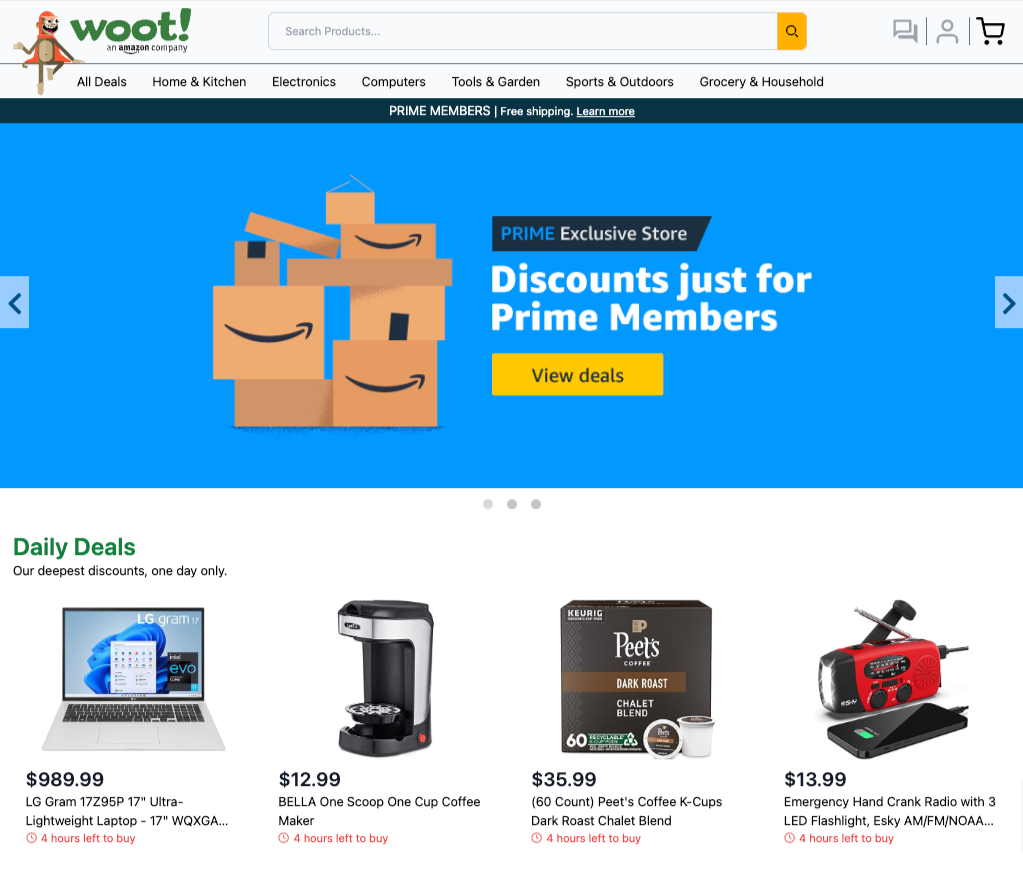 woot!
an amazon company
Search Products...
All Deals
Home & Kitchen
Electronics
Computers
Tools & Garden
Sports & Outdoors
Grocery & Household
PRIME MEMBERS | Free shipping. Learn more
PRIME Exclusive Store
Discounts just for
Prime Members
View deals
Daily Deals
Our deepest discounts, one day only.
LG gram 17
intel
evo
CORE
$989.99
LG Gram 17Z95P 17" Ultra-
Lightweight Laptop - 17" WQXGA...
4 hours left to buy
$12.99
BELLA One Scoop One Cup Coffee
Maker
4 hours left to buy
KEURIG
Peet's
COFFEE
DARK ROAST
CHALET
BLEND
60 RECYCLABLE
$35.99
(60 Count) Peet's Coffee K-Cups
Dark Roast Chalet Blend
4 hours left to buy
$13.99
Emergency Hand Crank Radio with 3
LED Flashlight, Esky AM/FM/NOAA...
4 hours left to buy